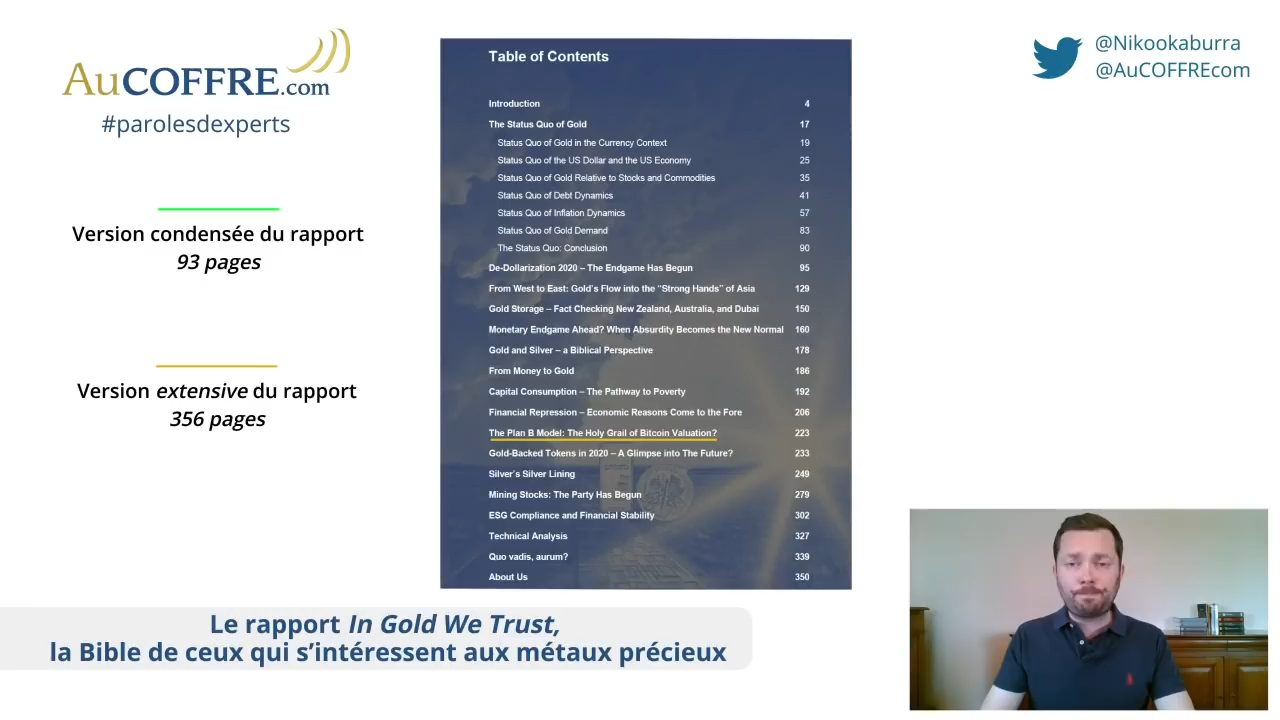 AuCOFFRE.com
#parolesdexperts
Version condensée du rapport
93 pages
Version extensive du rapport
356 pages
Table of Contents
Introduction 4
The Status Quo of Gold 17
Status Quo of Gold in the Currency Context 19
Status Quo of the US Dollar and the US Economy 25
Status Quo of Gold Relative to Stocks and Commodities 35
Status Quo of Debt Dynamics 41
Status Quo of Inflation Dynamics 57
Status Quo of Gold Demand 83
The Status Quo: Conclusion 90
De-Dollarization 2020 – The Endgame Has Begun 95
From West to East: Gold's Flow into the “Strong Hands” of Asia 129
Gold Storage – Fact Checking New Zealand, Australia, and Dubai 150
Monetary Endgame Ahead? When Absurdity Becomes the New Normal 160
Gold and Silver – a Biblical Perspective 178
From Money to Gold 186
Capital Consumption – The Pathway to Poverty 192
Financial Repression – Economic Reasons Come to the Fore 206
The Plan B Model: The Holy Grail of Bitcoin Valuation? 223
Gold-Backed Tokens in 2020 – A Glimpse into The Future? 233
Silver's Silver Lining 249
Mining Stocks: The Party Has Begun 279
ESG Compliance and Financial Stability 302
Technical Analysis 327
Quo vadis, aurum? 339
About Us 350
@Nikookaburra
@AuCOFFREcom
Le rapport In Gold We Trust,
la Bible de ceux qui s’intéressent aux métaux précieux